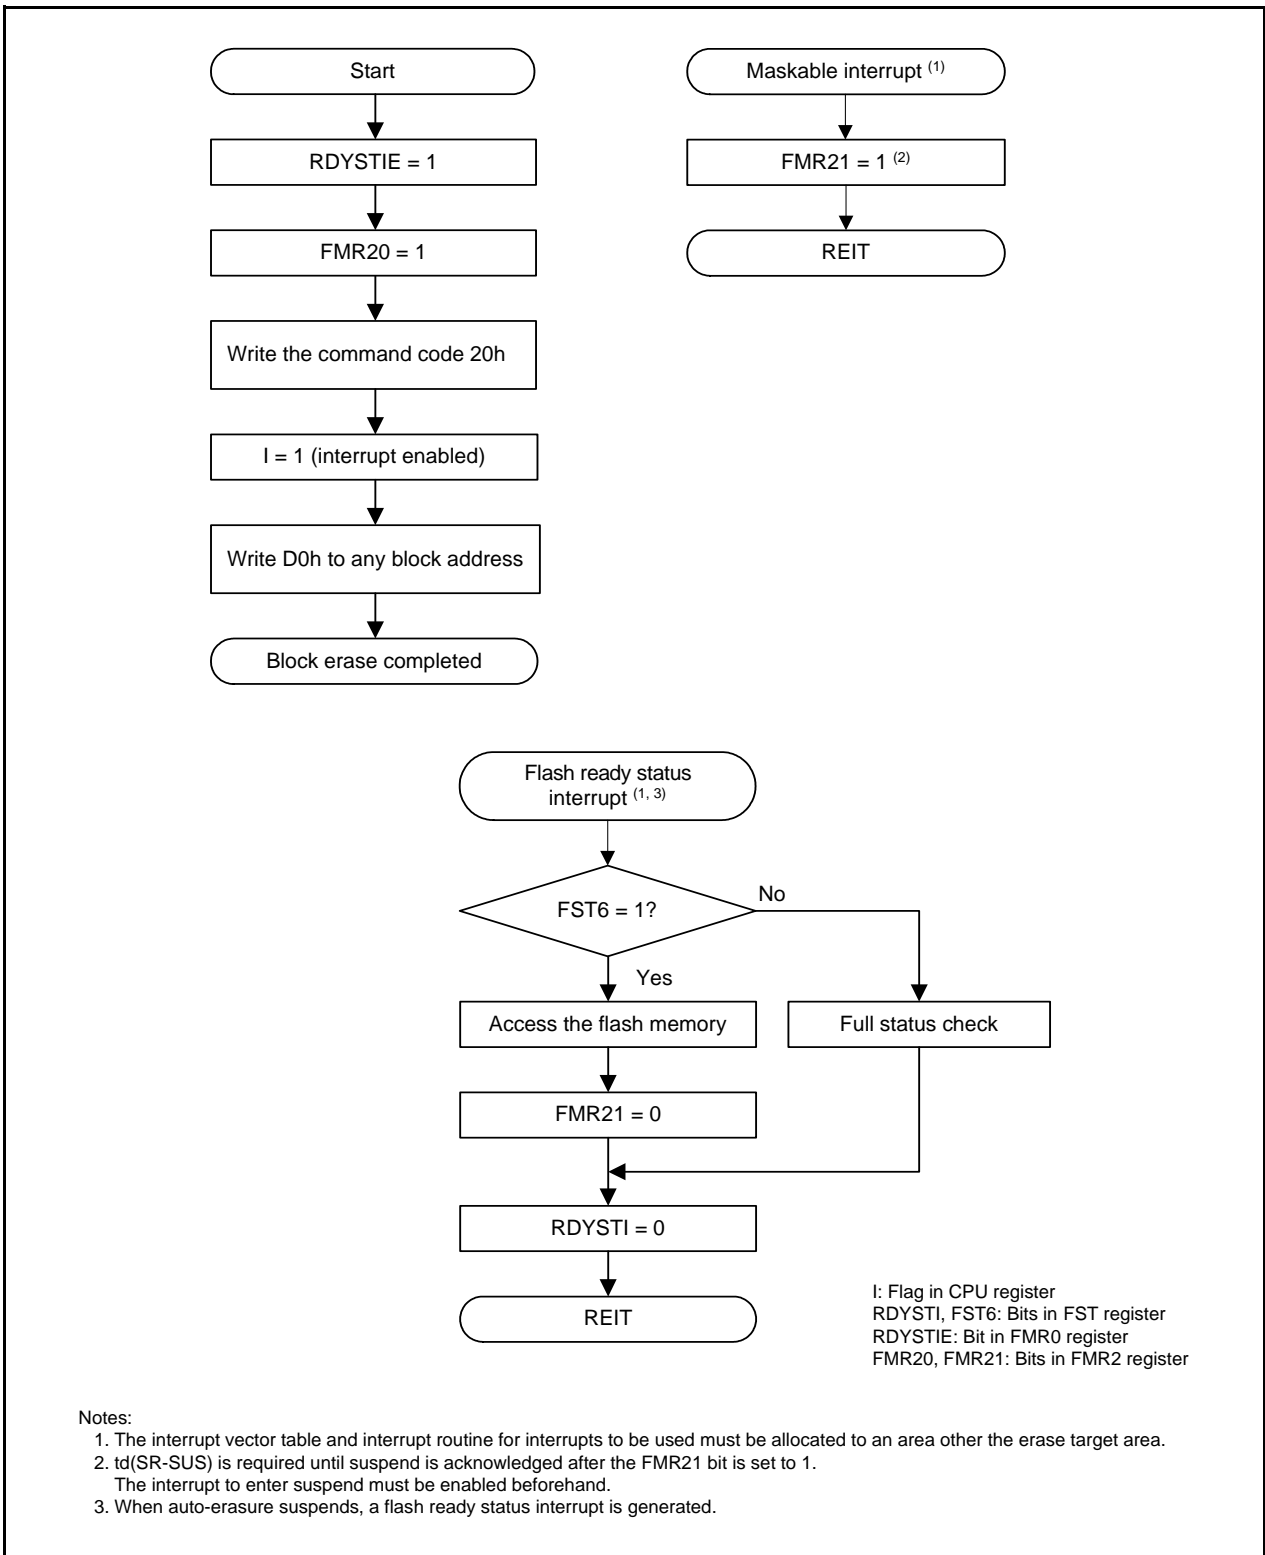 Start
RDYSTIE = 1
FMR20 = 1
Write the command code 20h
I = 1 (interrupt enabled)
Write D0h to any block address
Block erase completed
Maskable interrupt (1)
FMR21 = 1 (2)
REIT
Flash ready status
interrupt (1, 3)
FST6 = 1?
No
Yes
Access the flash memory
Full status check
FMR21 = 0
RDYSTI = 0
REIT
I: Flag in CPU register
RDYSTI, FST6: Bits in FST register
RDYSTIE: Bit in FMR0 register
FMR20, FMR21: Bits in FMR2 register
Notes:
1. The interrupt vector table and interrupt routine for interrupts to be used must be allocated to an area other the erase target area.
2. td(SR-SUS) is required until suspend is acknowledged after the FMR21 bit is set to 1.
The interrupt to enter suspend must be enabled beforehand.
3. When auto-erasure suspends, a flash ready status interrupt is generated.